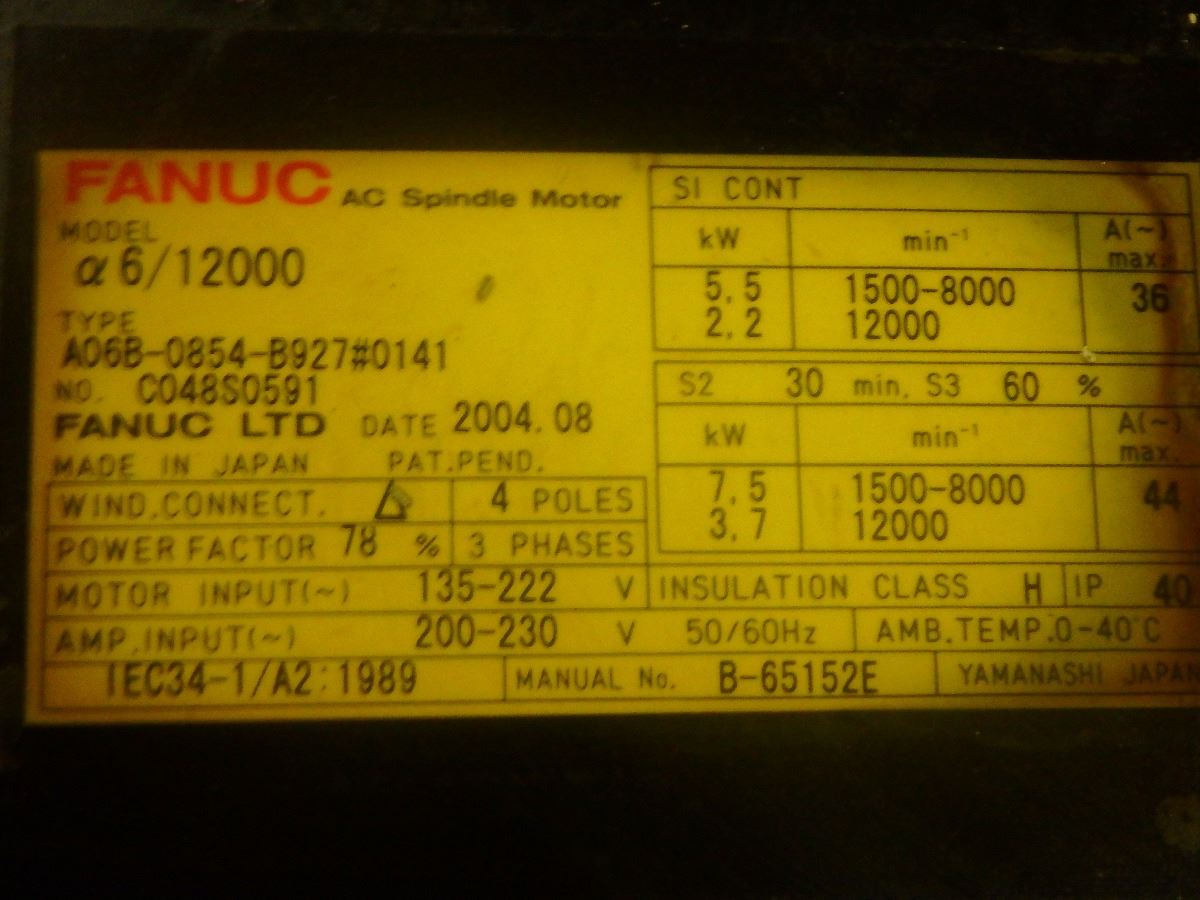 FANUC AC Spindle Motor
MODEL
α6/12000
TYPE
A06B-0854-B927#0141
NO. C048S0591
FANUC LTD DATE 2004.08
MADE IN JAPAN PAT.PEND.
WIND.CONNECT. 4 POLES
POWER FACTOR 78 % 3 PHASES
MOTOR INPUT(~) 135-222 V
AMP.INPUT(~) 200-230 V 50/60Hz
IEC34-1/A2:1989
SI CONT
kW min⁻¹ A(~) max.
5.5 1500-8000 36
2.2 12000
S2 30 min. S3 60 %
kW min⁻¹ A(~) max.
7.5 1500-8000 44
3.7 12000
INSULATION CLASS H IP 40
AMB.TEMP.0-40°C
MANUAL No. B-65152E
YAMANASHI JAPAN